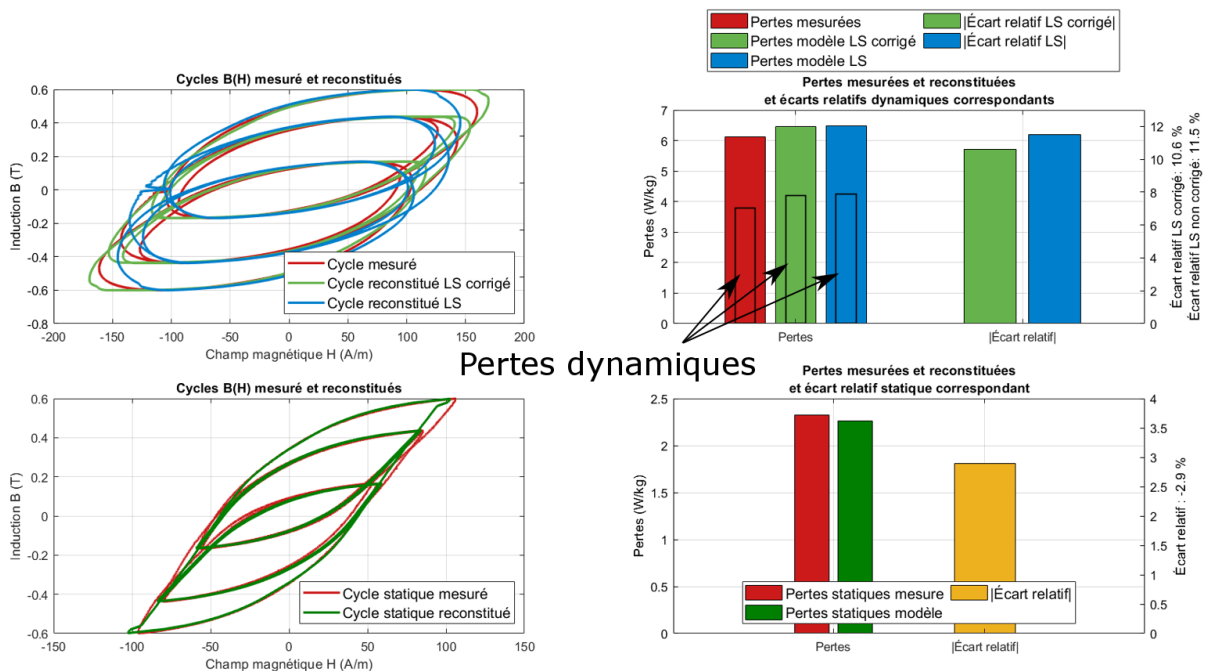 Cycles B(H) mesuré et reconstitués
Induction B (T)
0.6
0.4
0.2
0
-0.2
-0.4
-0.6
-0.8
-200
-150
-100
-50
0
50
100
150
200
Champ magnétique H (A/m)
Cycle mesuré
Cycle reconstitué LS corrigé
Cycle reconstitué LS
Pertes mesurées
Pertes modèle LS corrigé
Pertes modèle LS
|Écart relatif LS corrigé|
|Écart relatif LS|
Pertes mesurées et reconstituées
et écarts relatifs dynamiques correspondants
Pertes (W/kg)
7
6
5
4
3
2
1
0
12
10
8
6
4
2
0
Écart relatif LS corrigé: 10.6 %
Écart relatif LS non corrigé: 11.5 %
Pertes
|Écart relatif|
Pertes dynamiques
Cycles B(H) mesuré et reconstitués
Induction B (T)
0.6
0.4
0.2
0
-0.2
-0.4
-0.6
-150
-100
-50
0
50
100
150
Champ magnétique H (A/m)
Cycle statique mesuré
Cycle statique reconstitué
Pertes mesurées et reconstituées
et écart relatif statique correspondant
Pertes (W/kg)
2.5
2
1.5
1
0.5
0
4
3.5
3
2.5
2
1.5
1
0.5
0
Écart relatif : -2.9 %
Pertes statiques mesure
Pertes statiques modèle
|Écart relatif|
Pertes
|Écart relatif|